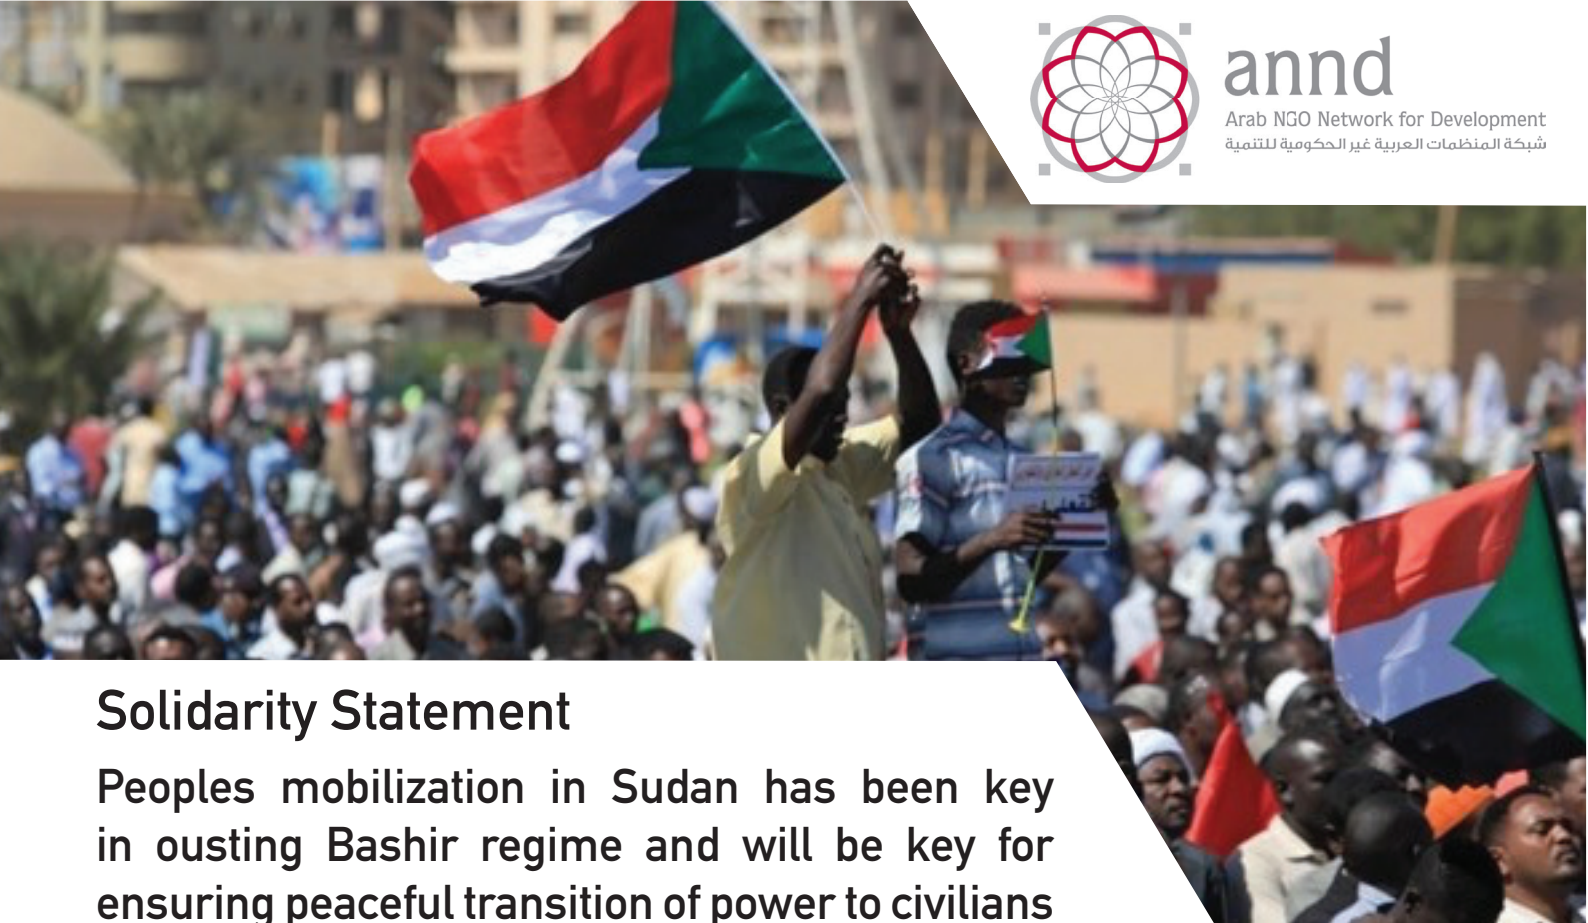 annd
Arab NGO Network for Development
شبكة المنظمات العربية غير الحكومية للتنمية
Solidarity Statement
Peoples mobilization in Sudan has been key
in ousting Bashir regime and will be key for
ensuring peaceful transition of power to civilians